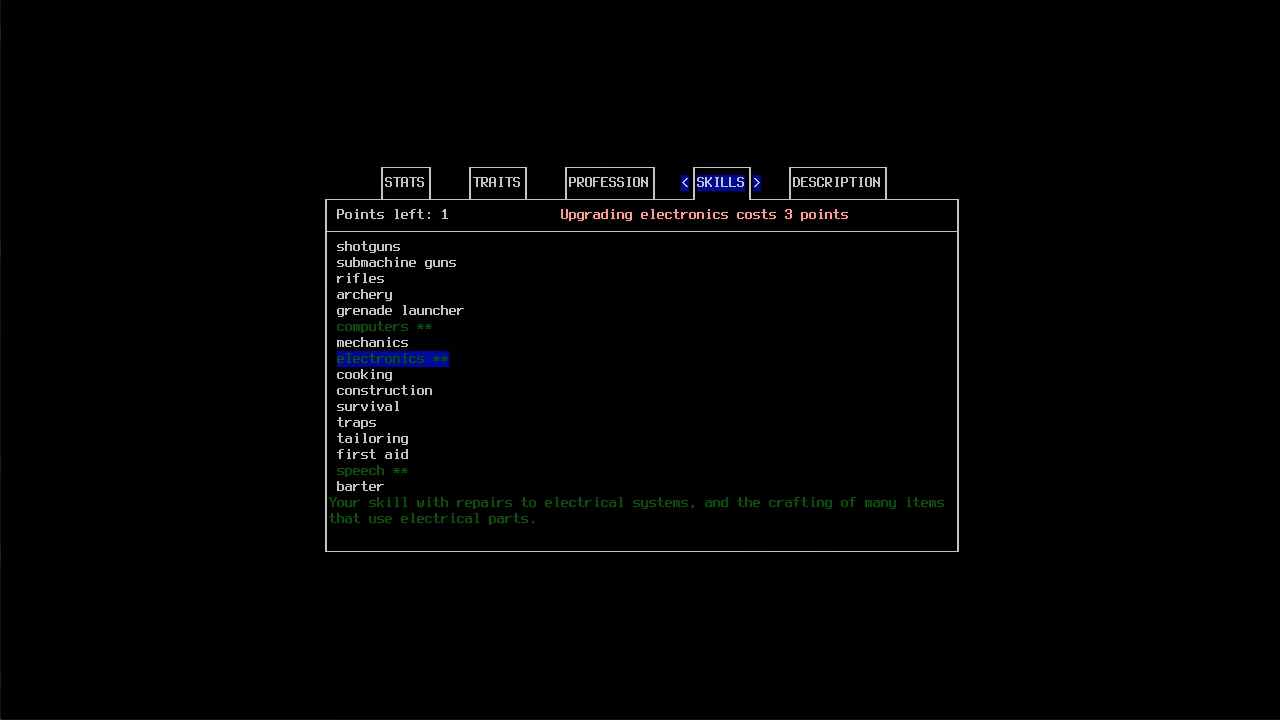 STATS TRAITS PROFESSION < SKILLS > DESCRIPTION
Points left: 1 Upgrading electronics costs 3 points
shotguns
submachine guns
rifles
archery
grenade launcher
computers **
mechanics
electronics **
cooking
construction
survival
traps
tailoring
first aid
speech **
barter
Your skill with repairs to electrical systems, and the crafting of many items
that use electrical parts.